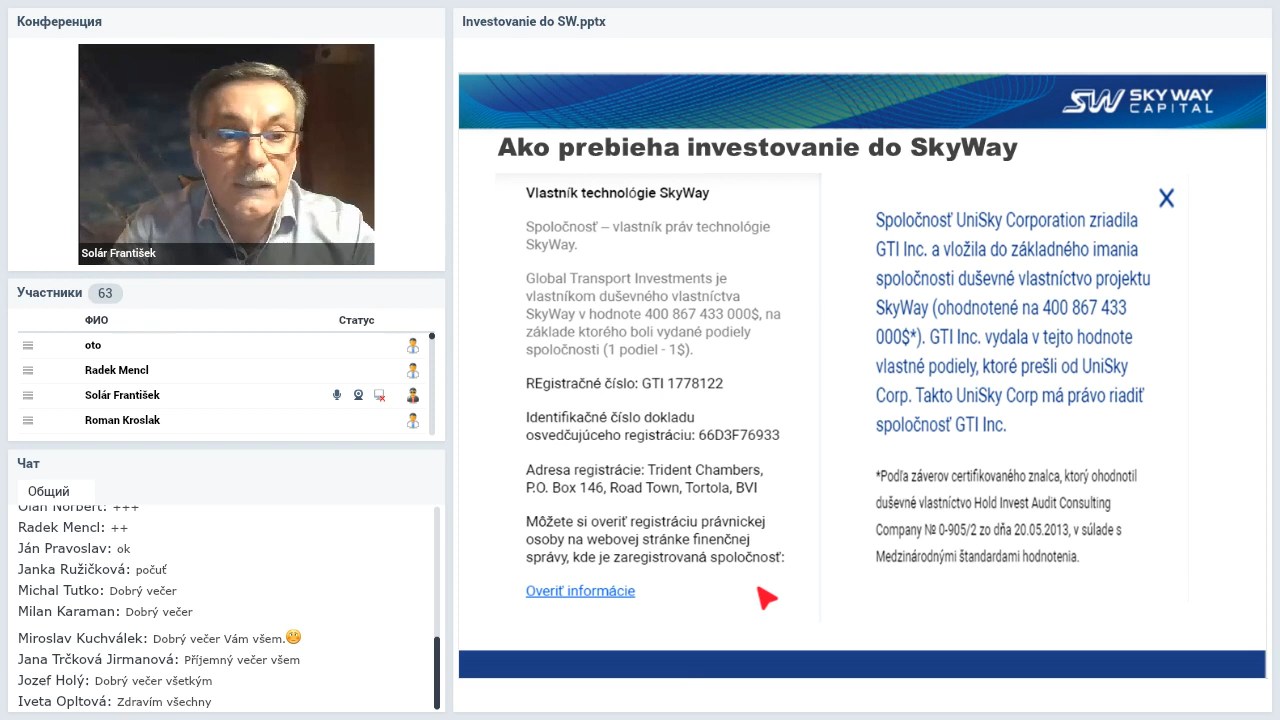 Конференция
Solár František
Участники 63
ФИО Статус
oto
Radek Mencl
Solár František
Roman Kroslak
Чат
Общий
Olah Norbert: +++
Radek Mencl: ++
Ján Pravoslav: ok
Janka Ružičková: počuť
Michal Tutko: Dobrý večer
Milan Karaman: Dobrý večer
Miroslav Kuchválek: Dobrý večer Vám všem.
Jana Trčková Jirmanová: Příjemný večer všem
Jozef Holý: Dobrý večer všetkým
Iveta Opltová: Zdravím všechny
Investovanie do SW.pptx
SW SKY WAY
CAPITAL
Ako prebieha investovanie do SkyWay
Vlastník technológie SkyWay
Spoločnosť – vlastník práv technológie
SkyWay.
Global Transport Investments je
vlastníkom duševného vlastníctva
SkyWay v hodnote 400 867 433 000$, na
základe ktorého boli vydané podiely
spoločnosti (1 podiel - 1$).
REgistračné číslo: GTI 1778122
Identifikačné číslo dokladu
osvedčujúceho registráciu: 66D3F76933
Adresa registrácie: Trident Chambers,
P.O. Box 146, Road Town, Tortola, BVI
Môžete si overiť registráciu právnickej
osoby na webovej stránke finenčnej
správy, kde je zaregistrovaná spoločnosť:
Overiť informácie
X
Spoločnosť UniSky Corporation zriadila
GTI Inc. a vložila do základného imania
spoločnosti duševné vlastníctvo projektu
SkyWay (ohodnotené na 400 867 433
000$*). GTI Inc. vydala v tejto hodnote
vlastné podiely, ktoré prešli od UniSky
Corp. Takto UniSky Corp má právo riadiť
spoločnosť GTI Inc.
*Podľa záverov certifikovaného znalca, ktorý ohodnotil
duševné vlastníctvo Hold Invest Audit Consulting
Company № 0-905/2 zo dňa 20.05.2013, v súlade s
Medzinárodnými štandardami hodnotenia.